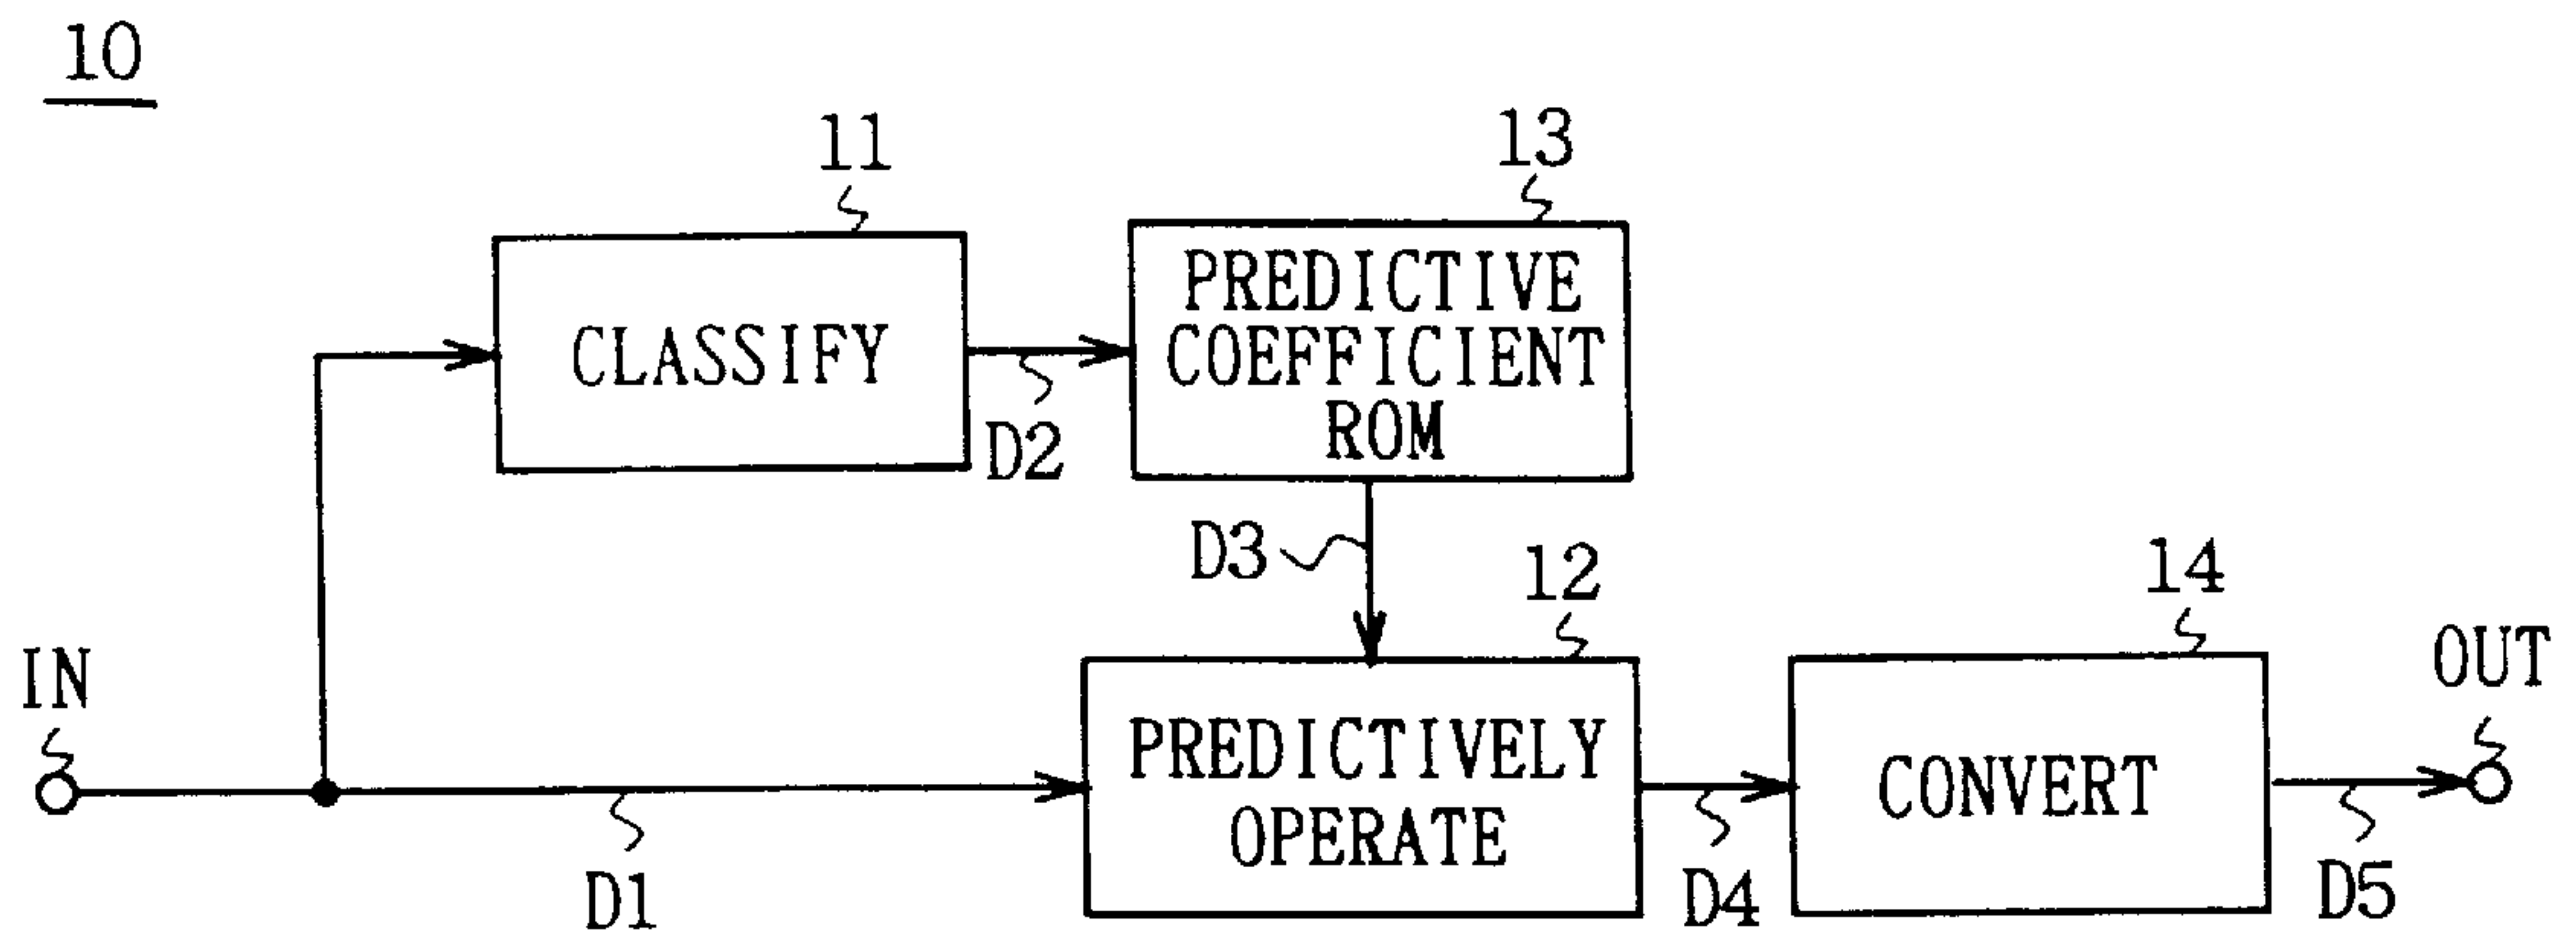 10
11
13
CLASSIFY
PREDICTIVE
COEFFICIENT
ROM
D2
D3
12
14
IN
OUT
PREDICTIVELY
OPERATE
CONVERT
D1
D4
D5